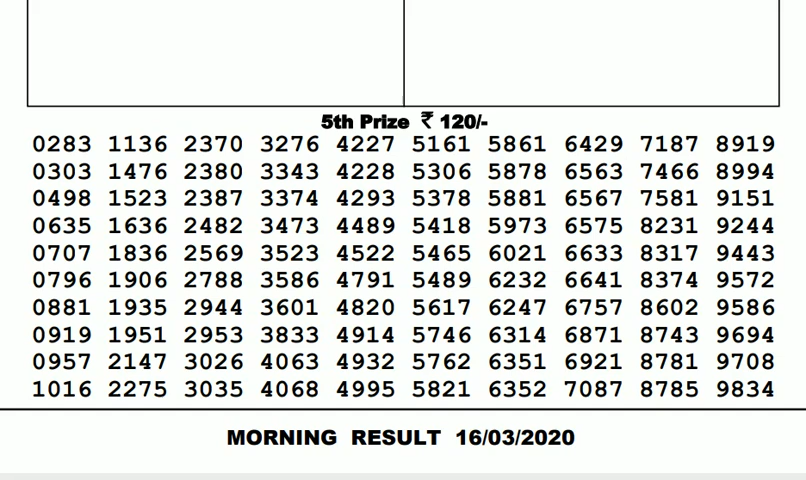 5th Prize ₹ 120/-
0283 1136 2370 3276 4227 5161 5861 6429 7187 8919
0303 1476 2380 3343 4228 5306 5878 6563 7466 8994
0498 1523 2387 3374 4293 5378 5881 6567 7581 9151
0635 1636 2482 3473 4489 5418 5973 6575 8231 9244
0707 1836 2569 3523 4522 5465 6021 6633 8317 9443
0796 1906 2788 3586 4791 5489 6232 6641 8374 9572
0881 1935 2944 3601 4820 5617 6247 6757 8602 9586
0919 1951 2953 3833 4914 5746 6314 6871 8743 9694
0957 2147 3026 4063 4932 5762 6351 6921 8781 9708
1016 2275 3035 4068 4995 5821 6352 7087 8785 9834
MORNING RESULT 16/03/2020